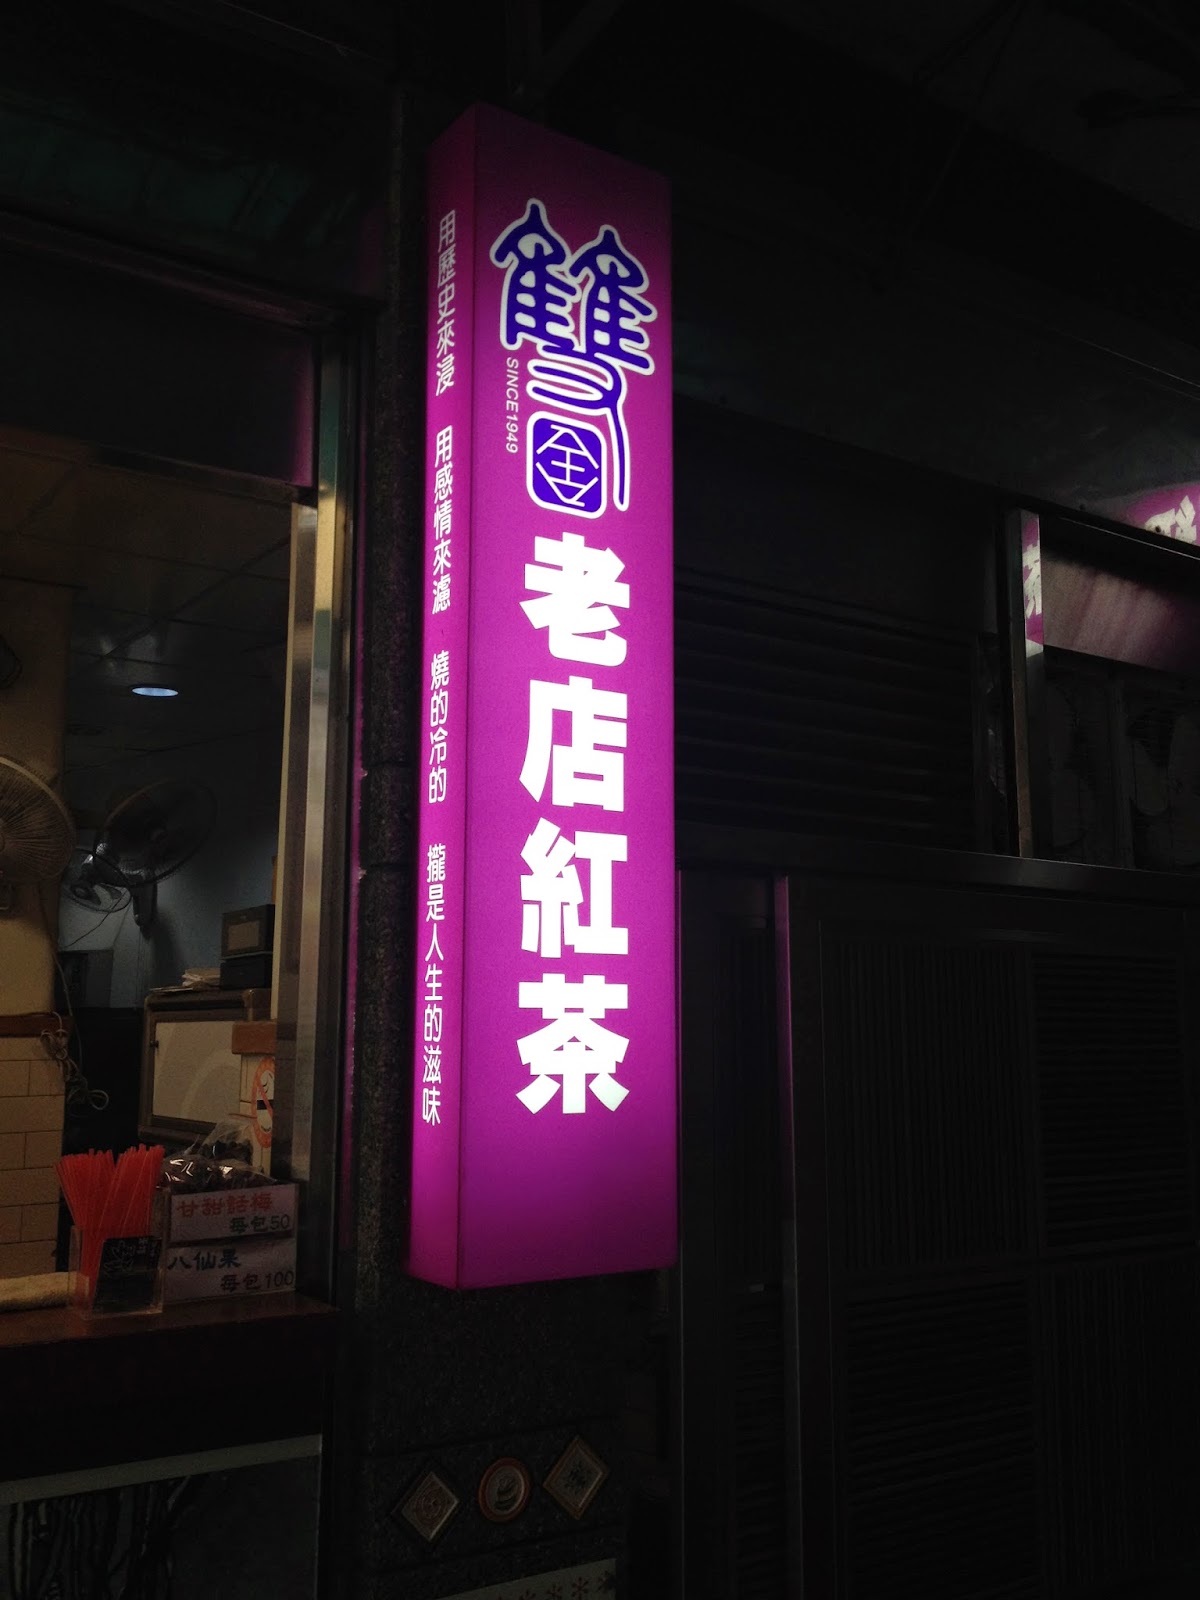 用歷史來浸 用感情來濾 燒的冷的 攏是人生的滋味
雙全
SINCE1949
老店紅茶
甘甜話梅
每包50
八仙果
每包100